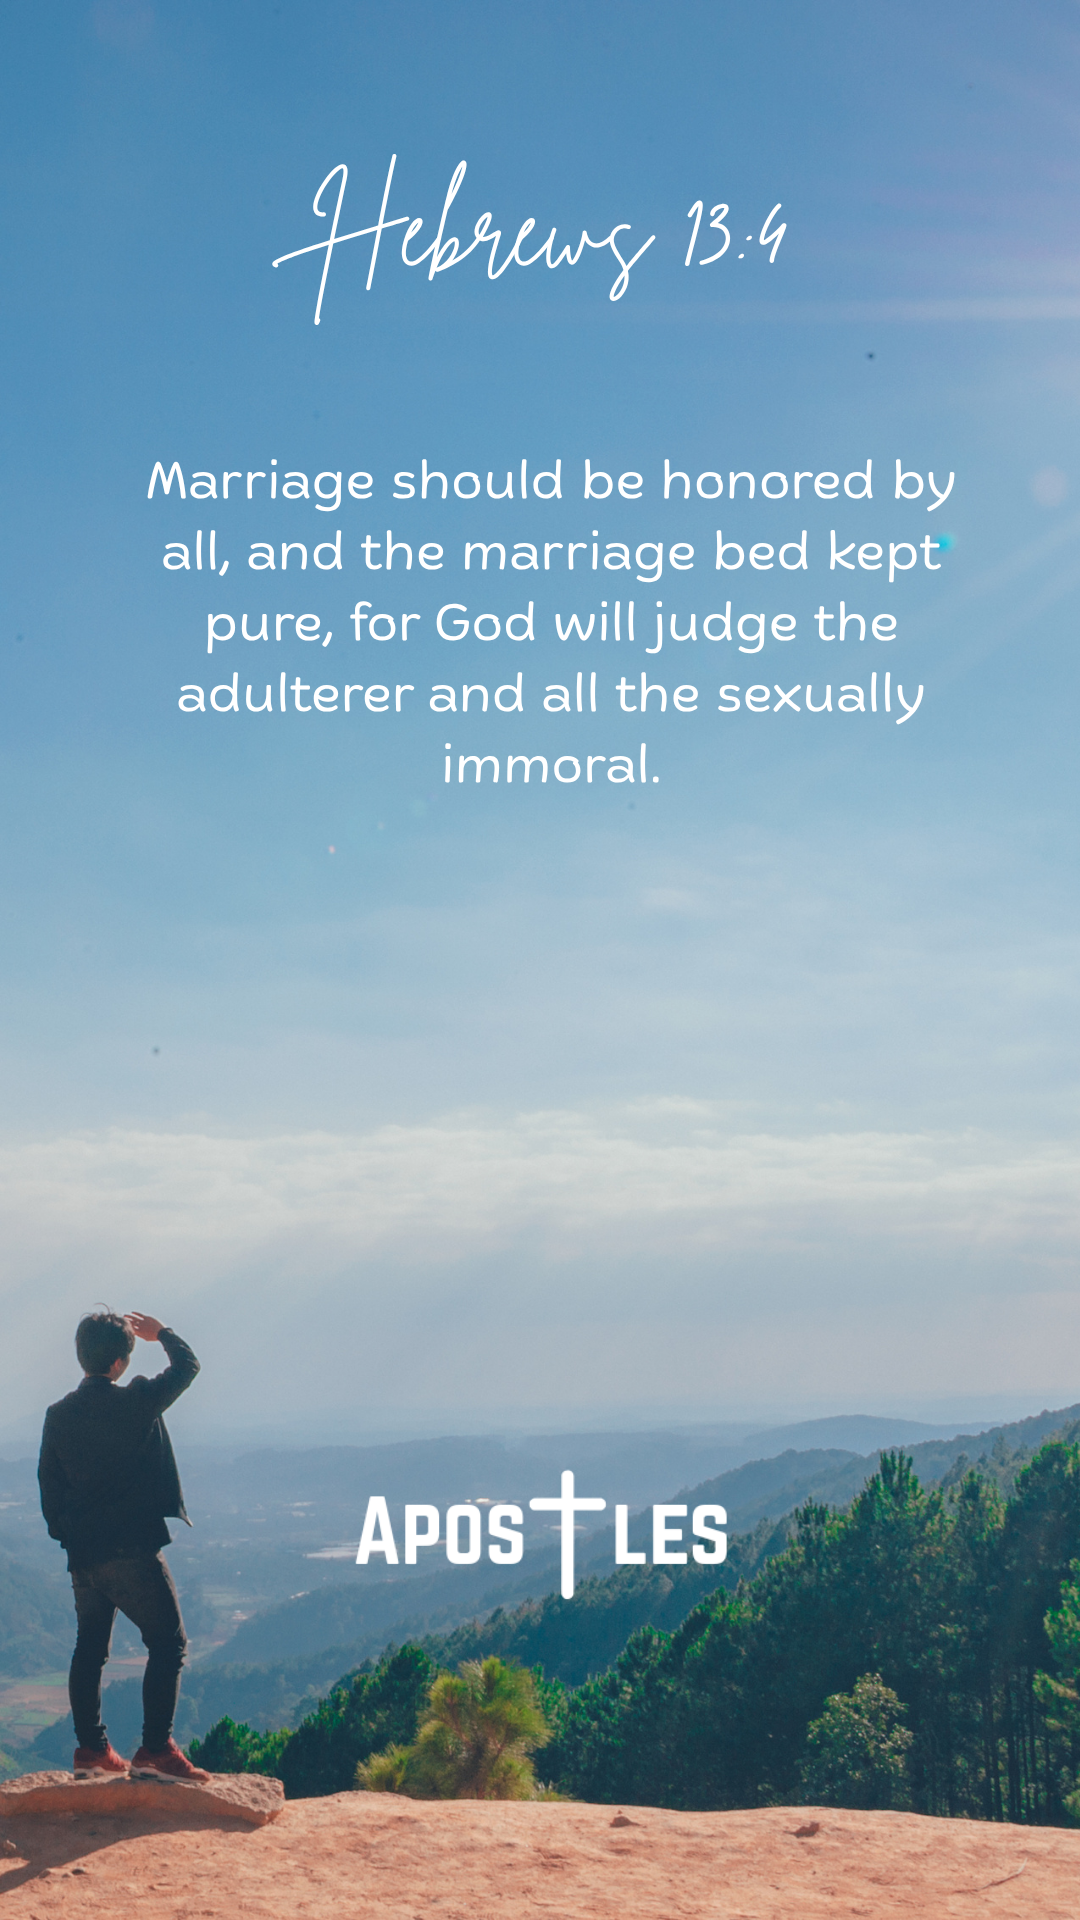 Hebrews 13:4
Marriage should be honored by
all, and the marriage bed kept
pure, for God will judge the
adulterer and all the sexually
immoral.
APOSTLES